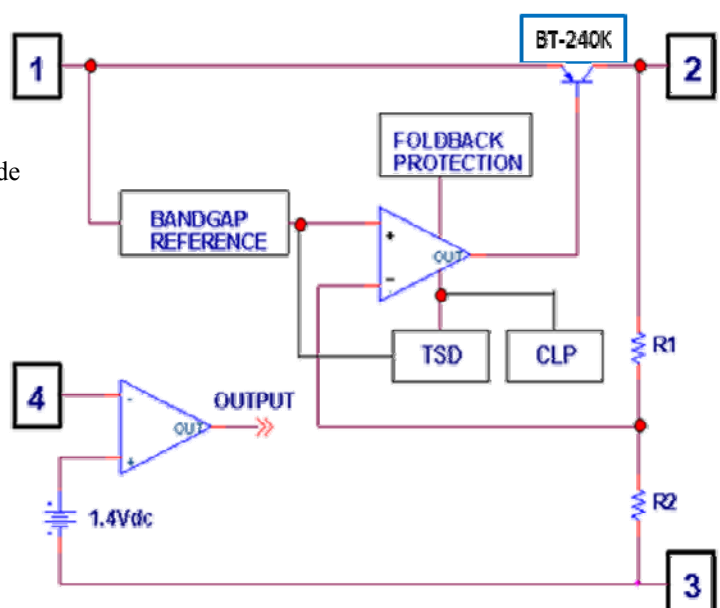 BT-240K
1
2
de
FOLDBACK
PROTECTION
BANDGAP
REFERENCE
+
OUT
-
TSD
CLP
R1
4
OUTPUT
-
OUT
+
1.4Vdc
R2
3